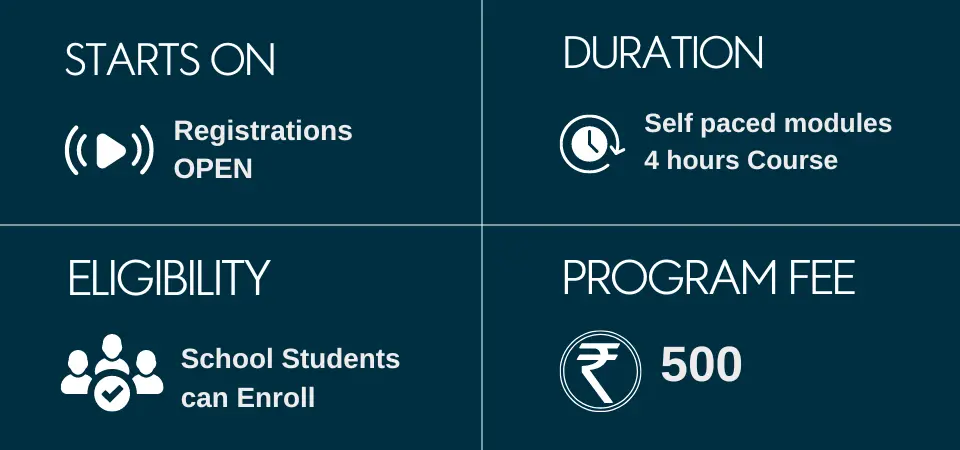 STARTS ON
Registrations
OPEN
DURATION
Self paced modules
4 hours Course
ELIGIBILITY
School Students
can Enroll
PROGRAM FEE
₹ 500